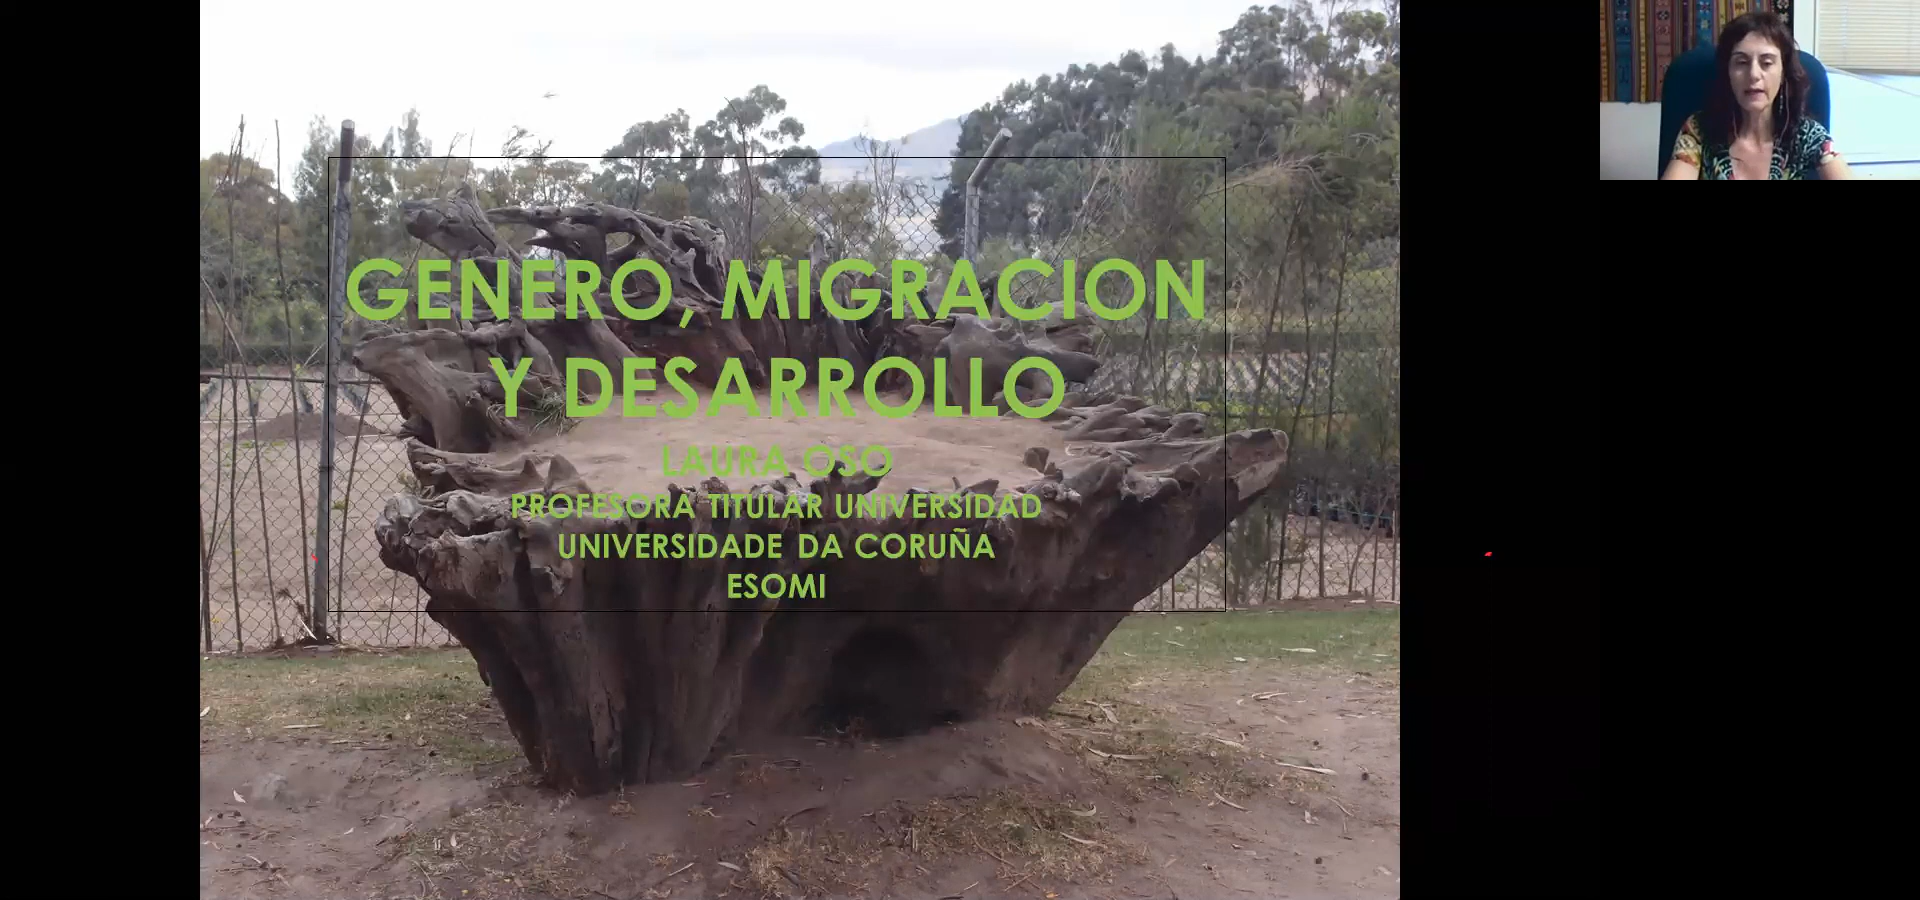 GENERO, MIGRACION
Y DESARROLLO
LAURA OSO
PROFESORA TITULAR UNIVERSIDAD
UNIVERSIDADE DA CORUÑA
ESOMI